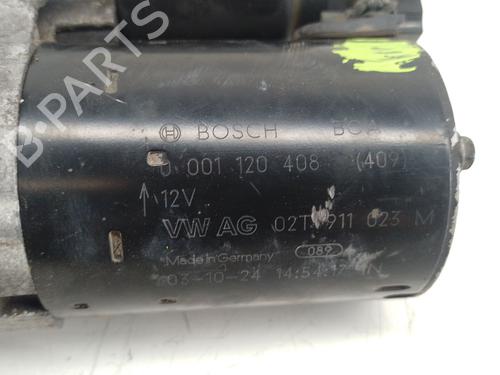 BOSCH
0 001 120 408 (409)
12V
VW AG 02T 911 023 M
Made in Germany 089
03-10-24 14:54:17
B-PARTS